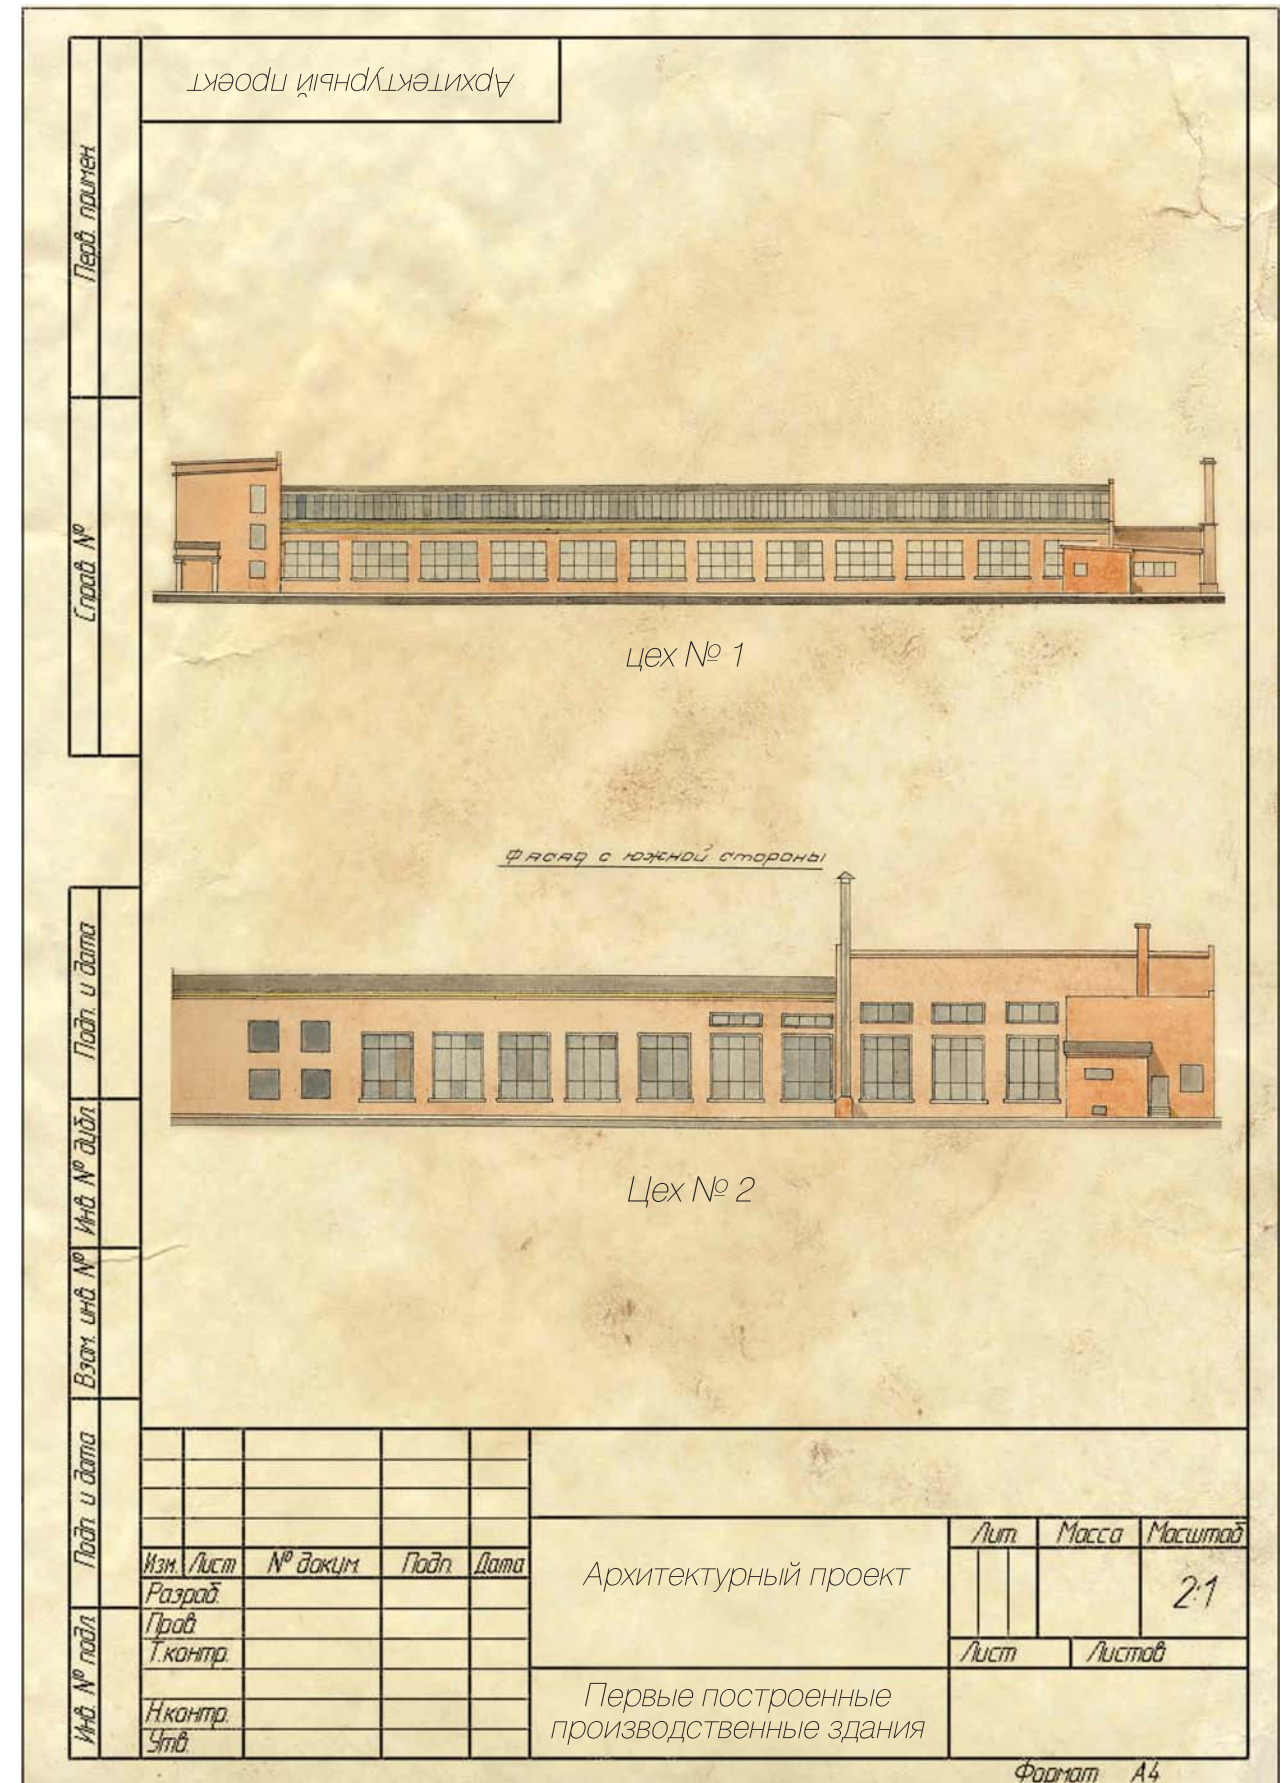 Архитектурный проект
Перв. примен.
Справ. №
цех № 1
фасад с южной стороны
Цех № 2
Подп. и дата
Инв. № дубл.
Взам. инв. №
Подп. и дата
Инв. № подл.
Изм. Лист № докум. Подп. Дата
Разраб.
Пров.
Т.контр.
Н.контр.
Утв.
Архитектурный проект
Первые построенные
производственные здания
Лит. Масса Масштаб
2:1
Лист Листов
Формат А4